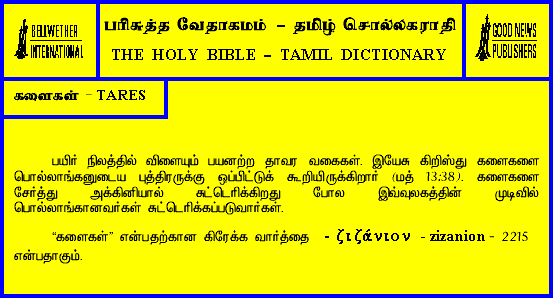 BELLWETHER
INTERNATIONAL
பரிசுத்த வேதாகமம் – தமிழ் சொல்லகராதி
THE HOLY BIBLE – TAMIL DICTIONARY
GOOD NEWS
PUBLISHERS
களைகள் - TARES
பயிர் நிலத்தில் விளையும் பயனற்ற தாவர வகைகள். இயேசு கிறிஸ்து களைகளை
பொல்லாங்கனுடைய புத்திரருக்கு ஒப்பிட்டுக் கூறியிருக்கிறார் (மத் 13:38). களைகளை
சேர்த்து அக்கினியால் சுட்டெரிக்கிறது போல இவ்வுலகத்தின் முடிவில்
பொல்லாங்கானவர்கள் சுட்டெரிக்கப்படுவார்கள்.
“களைகள்” என்பதற்கான கிரேக்க வார்த்தை - ζιζάνιον - zizanion - 2215
என்பதாகும்.